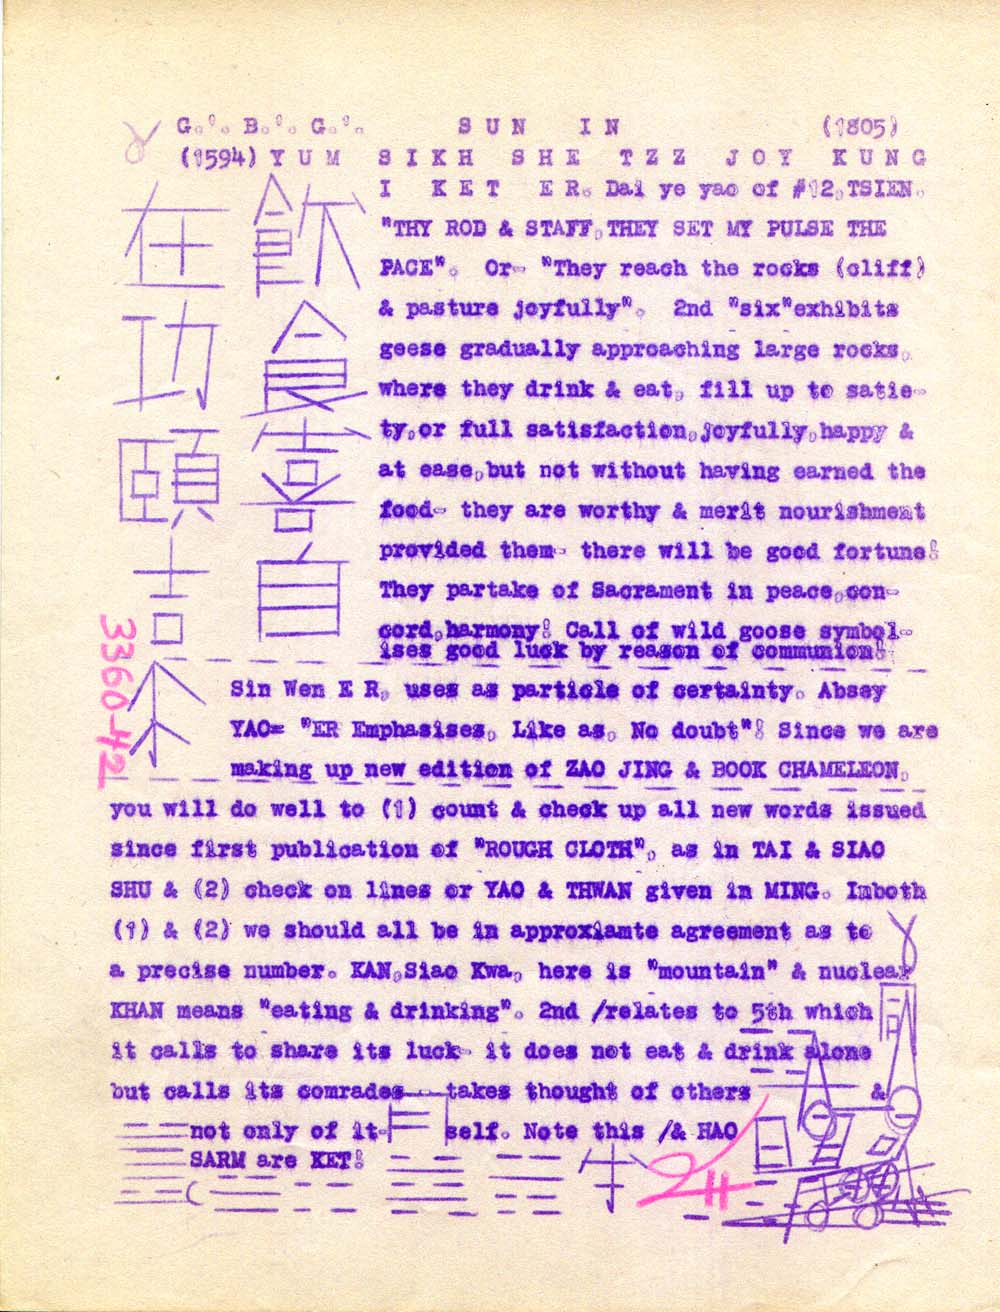 G.'. B.'. G.'. SUN IN (1805)
(1594) YUM SIKH SHE TZZ JOY KUNG
I KET ER. Dai ye yao of #12,TSIEN.
"THY ROD & STAFF,THEY SET MY PULSE THE
PACE". Or- "They reach the rocks (cliff)
& pasture joyfully". 2nd "six"exhibits
geese gradually approaching large rocks,
where they drink & eat, fill up to satie-
ty,or full satisfaction,joyfully,happy &
at ease,but not without having earned the
food- they are worthy & merit nourishment
provided them- there will be good fortune!
They partake of Sacrament in peace,con-
cord,harmony! Call of wild goose symbol-
ises good luck by reason of communion!
飲
食
喜
自
在
功
頤
吉
尒
3360-42
Sin Wen E R, uses as particle of certainty. Absey
YAO= "ER Emphasises, Like as, No doubt"! Since we are
making up new edition of ZAO JING & BOOK CHAMELEON,
you will do well to (1) count & check up all new words issued
since first publication of "ROUGH CLOTH", as in TAI & SIAO
SHU & (2) check on lines or YAO & THWAN given in MING. Imboth
(1) & (2) we should all be in approxiamte agreement as to
a precise number. KAN,Siao Kwa, here is "mountain" & nuclear
KHAN means "eating & drinking". 2nd /relates to 5th which
it calls to share its luck- it does not eat & drink alone
but calls its comrades--takes thought of others &
not only of it- self. Note this /& HAO
SARM are KET!